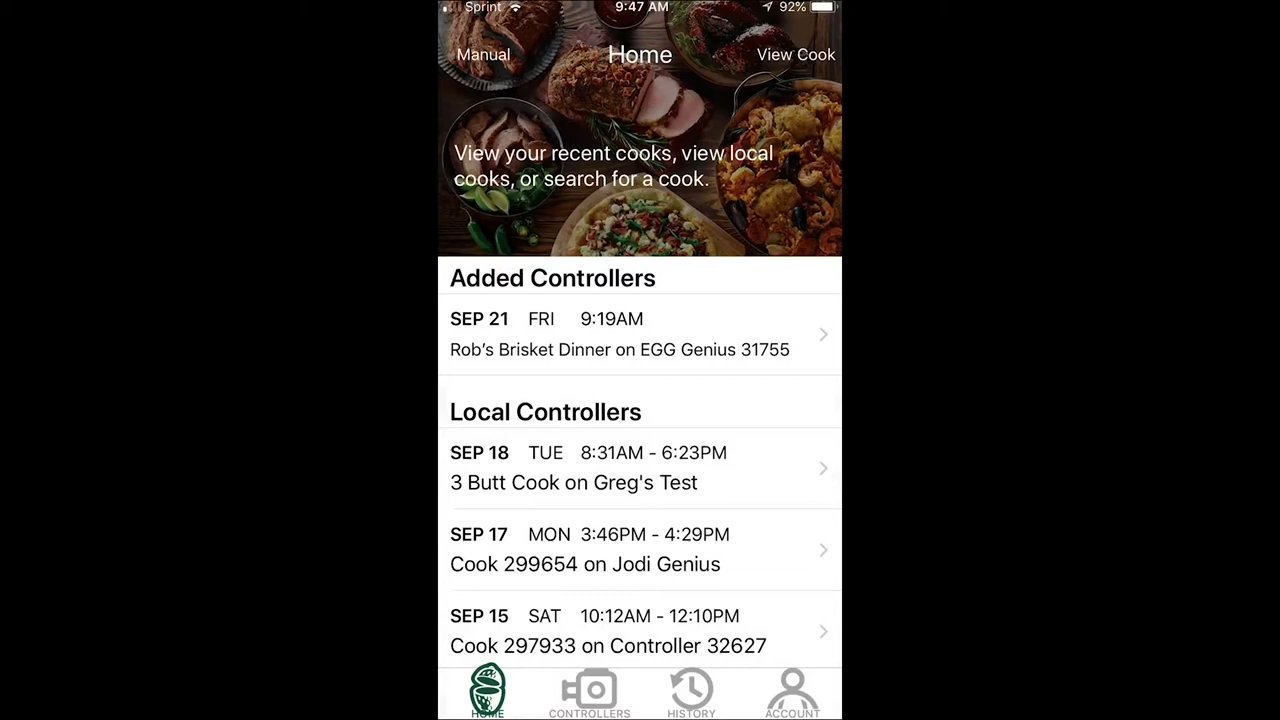 Sprint 9:47 AM 92%
Manual Home View Cook
View your recent cooks, view local
cooks, or search for a cook.
Added Controllers
SEP 21 FRI 9:19AM
Rob’s Brisket Dinner on EGG Genius 31755
Local Controllers
SEP 18 TUE 8:31AM - 6:23PM
3 Butt Cook on Greg's Test
SEP 17 MON 3:46PM - 4:29PM
Cook 299654 on Jodi Genius
SEP 15 SAT 10:12AM - 12:10PM
Cook 297933 on Controller 32627
HOME CONTROLLERS HISTORY ACCOUNT